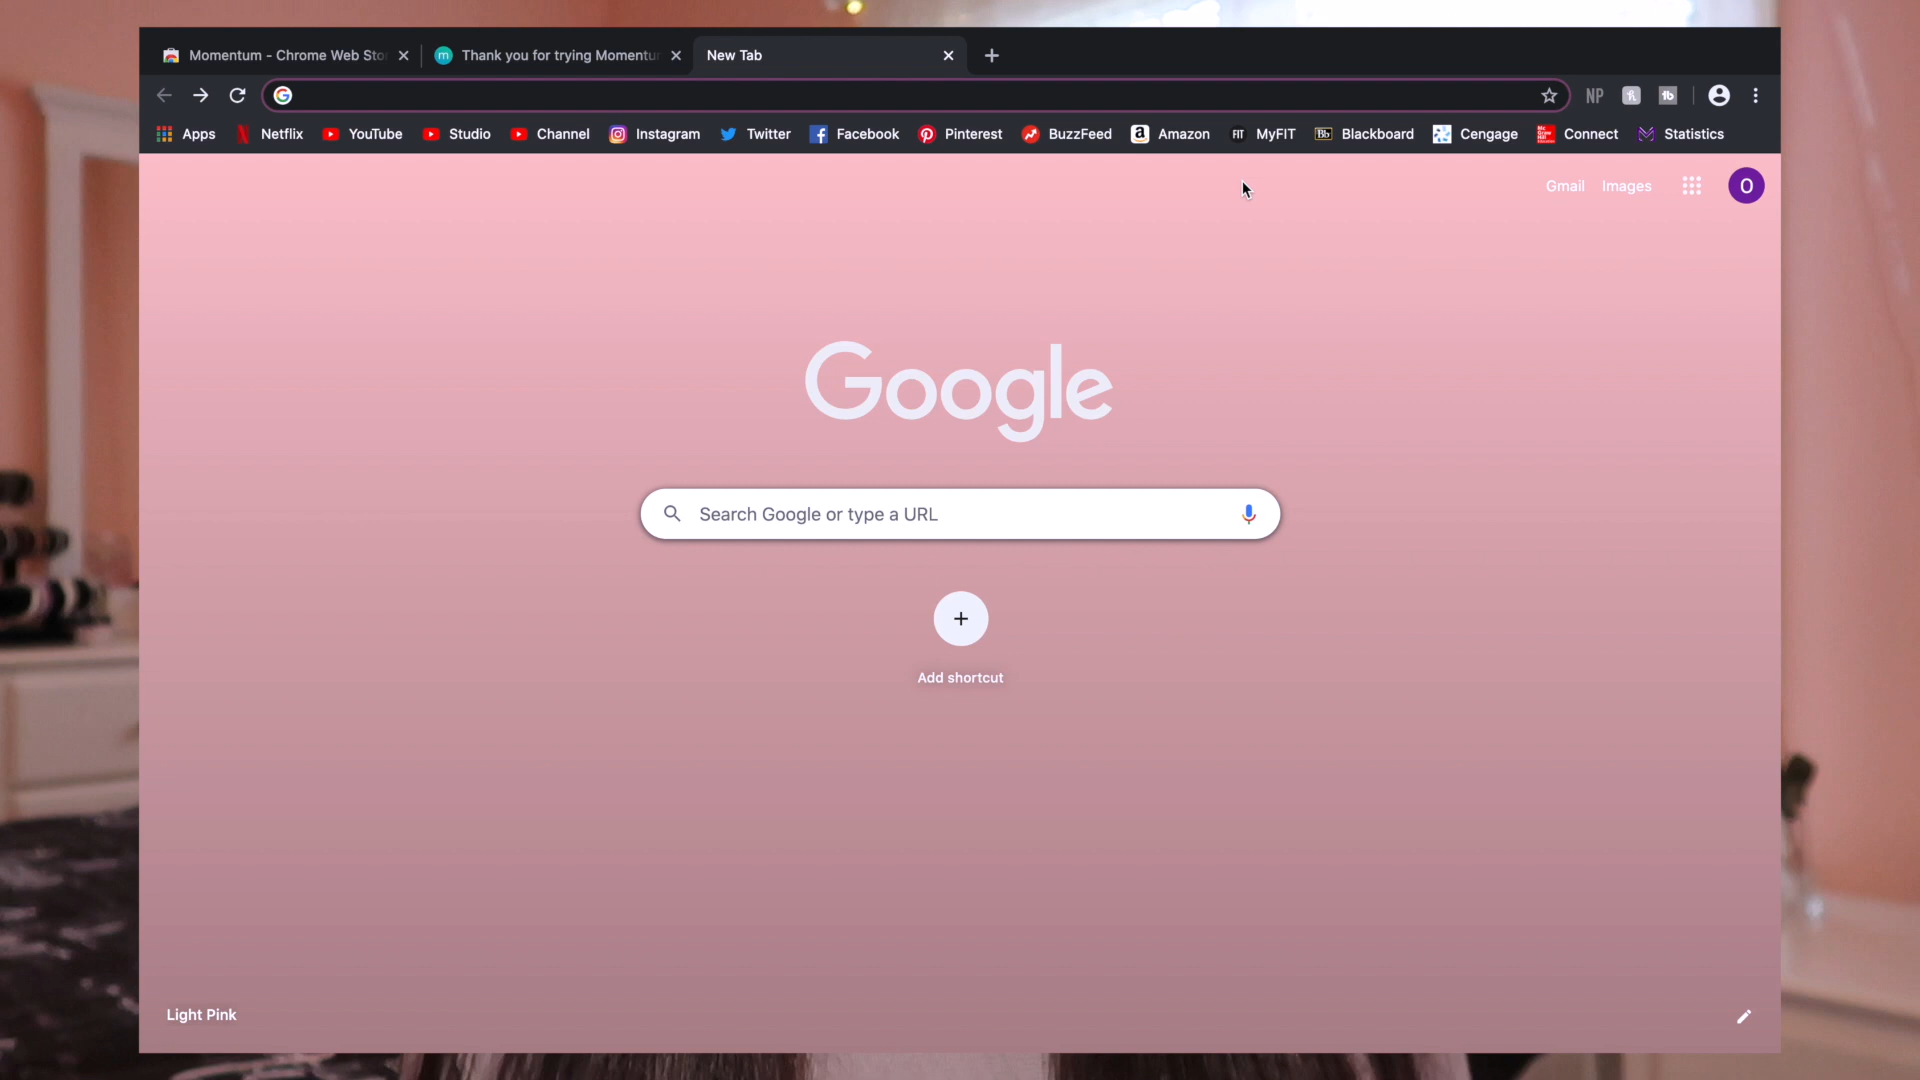 Momentum - Chrome Web Sto
Thank you for trying Momentu
New Tab
NP
Apps
Netflix
YouTube
Studio
Channel
Instagram
Twitter
Facebook
Pinterest
BuzzFeed
Amazon
MyFIT
Blackboard
Cengage
Connect
Statistics
Gmail
Images
O
Google
Search Google or type a URL
Add shortcut
Light Pink